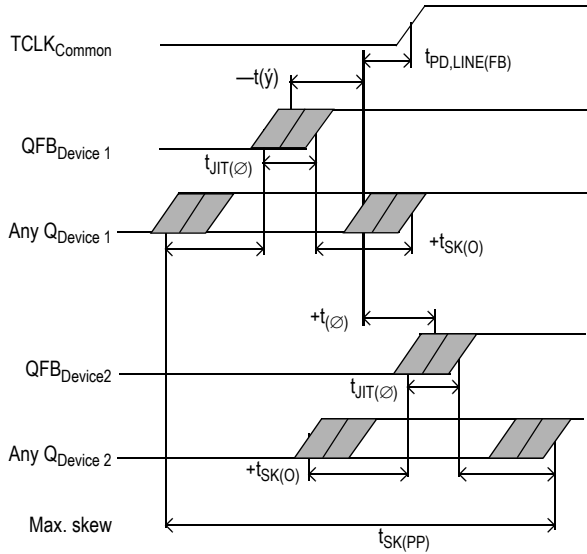 TCLKCommon
tPD,LINE(FB)
—t(ý)
QFBDevice 1
tJIT(∅)
Any QDevice 1
+tSK(O)
+t(∅)
QFBDevice2
tJIT(∅)
Any QDevice 2
+tSK(O)
Max. skew
tSK(PP)